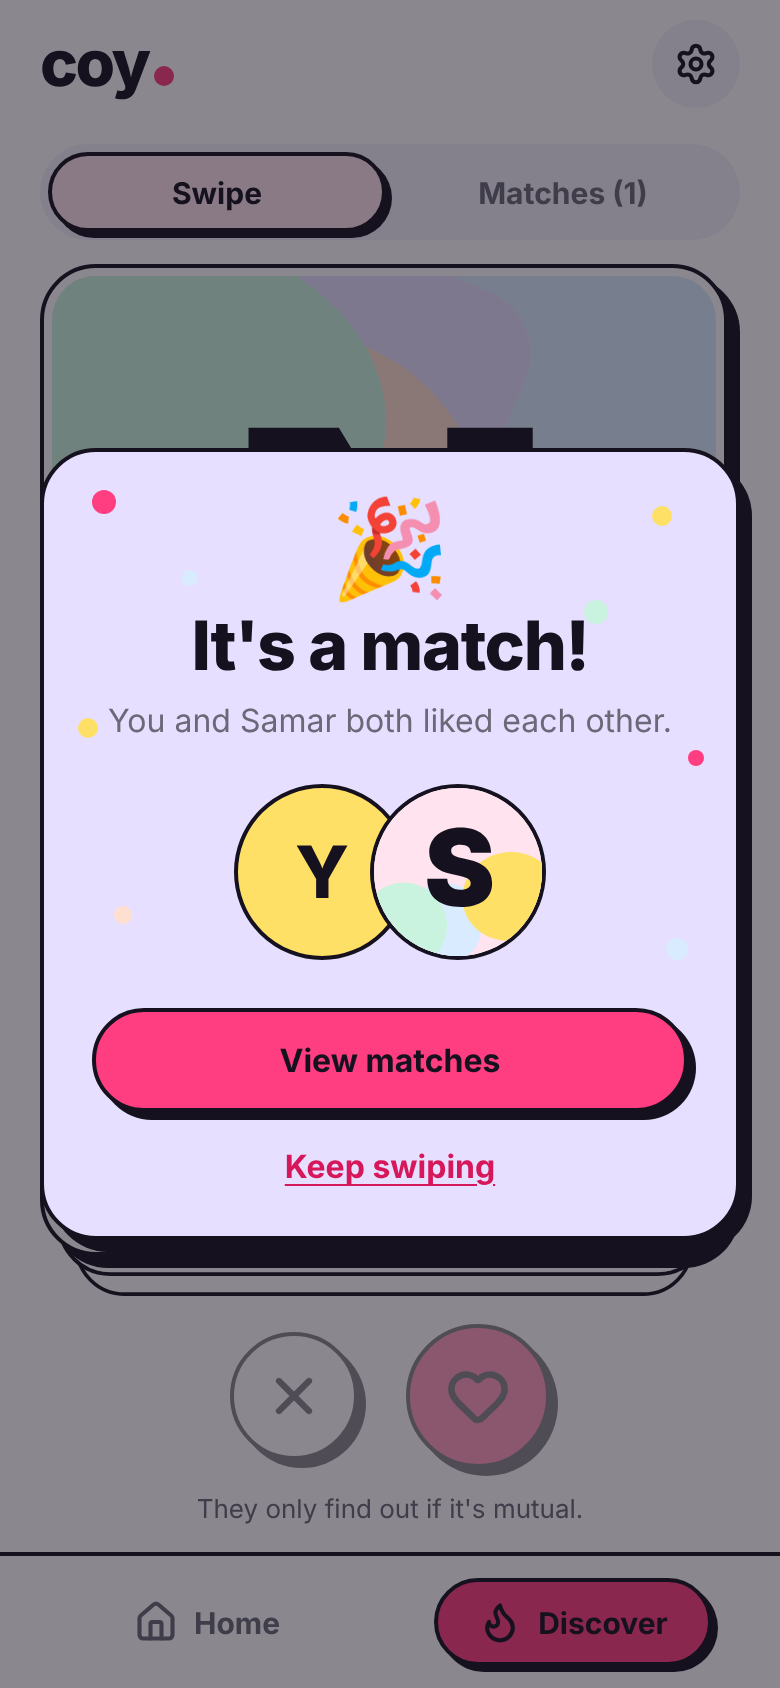 coy.
Swipe
Matches (1)
It's a match!
You and Samar both liked each other.
Y
S
View matches
Keep swiping
They only find out if it's mutual.
Home
Discover